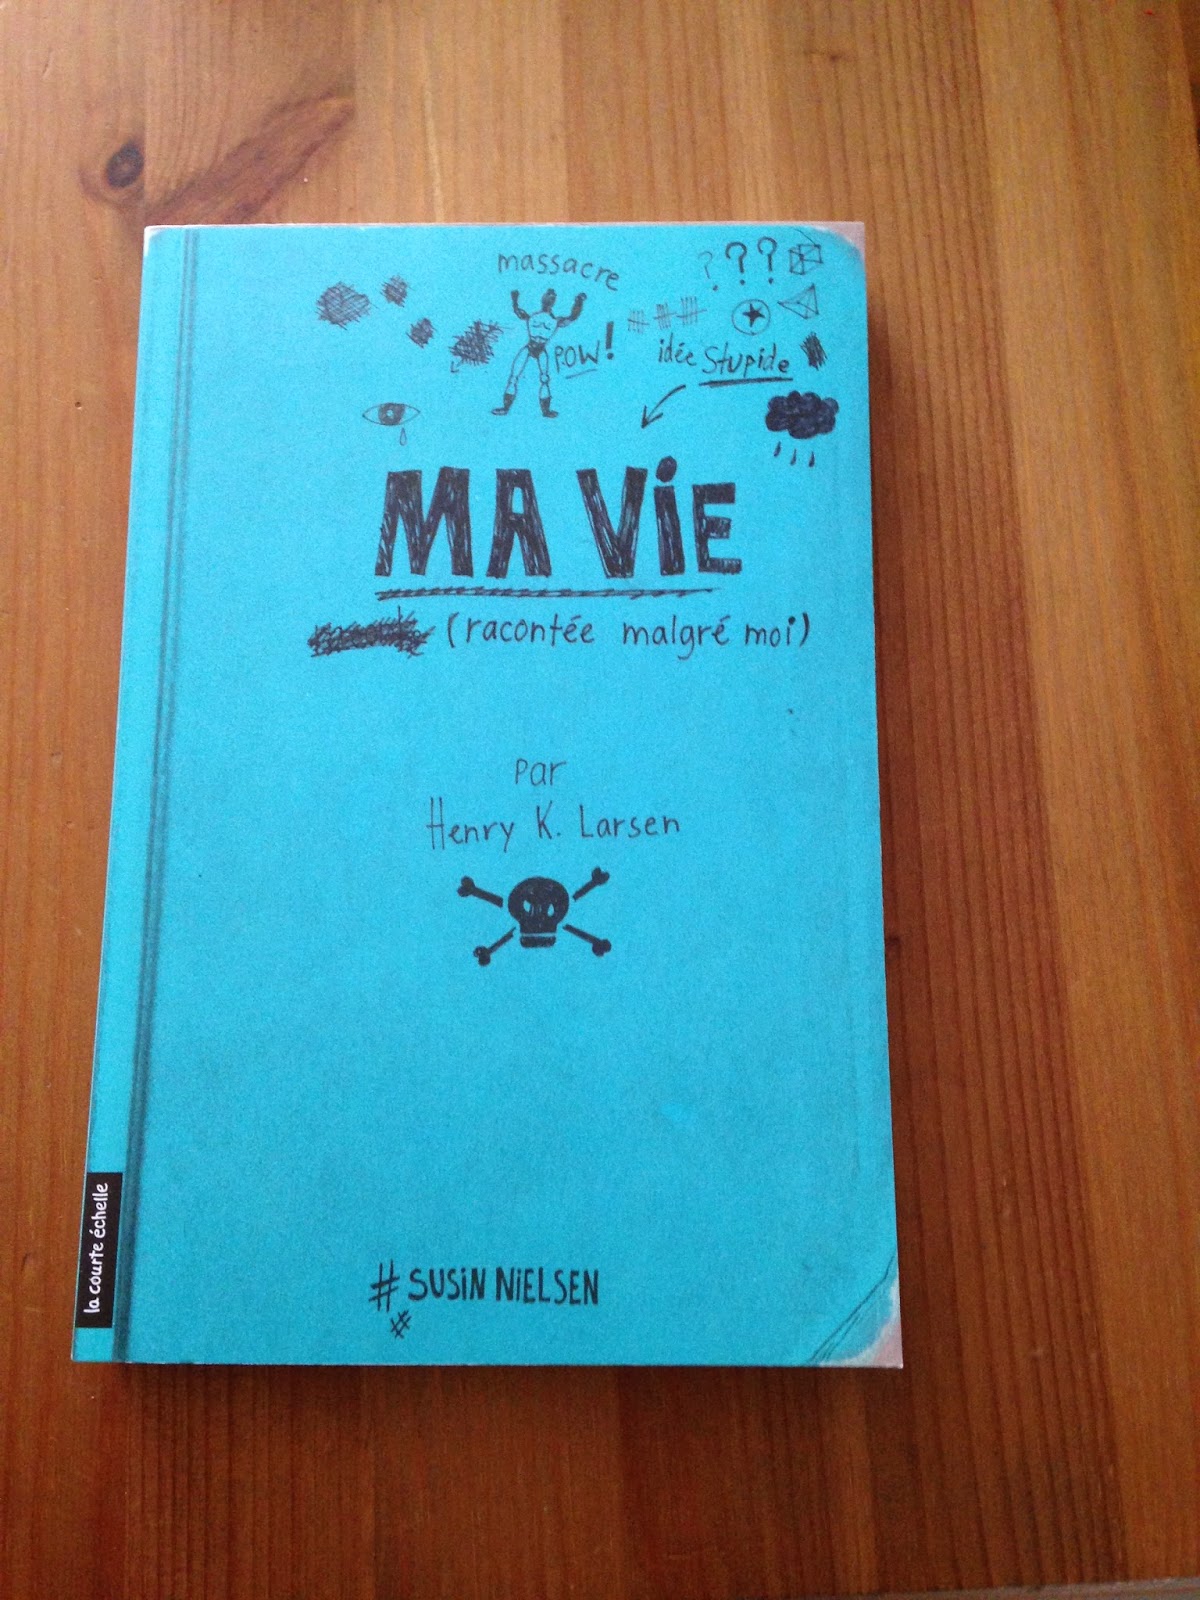 massacre
???
POW!
idée Stupide
MA ViE
(racontée malgré moi)
par
Henry K. Larsen
la courte échelle
# SUSiN NiELSEN
#